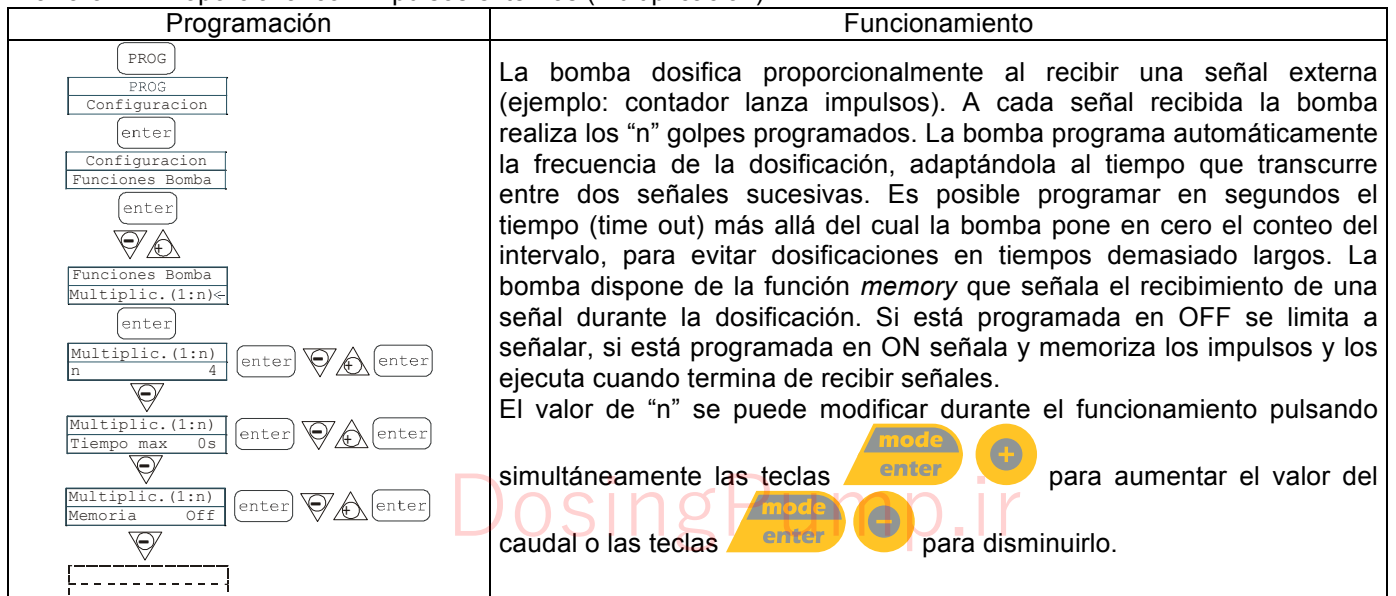 Programación
Funcionamiento
PROG
PROG
Configuracion
enter
Configuracion
Funciones Bomba
enter
Funciones Bomba
Multiplic.(1:n)←
enter
Multiplic.(1:n)
n 4
enter
enter
Multiplic.(1:n)
Tiempo max 0s
enter
enter
Multiplic.(1:n)
Memoria Off
enter
enter
La bomba dosifica proporcionalmente al recibir una señal externa
(ejemplo: contador lanza impulsos). A cada señal recibida la bomba
realiza los “n” golpes programados. La bomba programa automáticamente
la frecuencia de la dosificación, adaptándola al tiempo que transcurre
entre dos señales sucesivas. Es posible programar en segundos el
tiempo (time out) más allá del cual la bomba pone en cero el conteo del
intervalo, para evitar dosificaciones en tiempos demasiado largos. La
bomba dispone de la función memory que señala el recibimiento de una
señal durante la dosificación. Si está programada en OFF se limita a
señalar, si está programada en ON señala y memoriza los impulsos y los
ejecuta cuando termina de recibir señales.
El valor de “n” se puede modificar durante el funcionamiento pulsando
simultáneamente las teclas mode enter + para aumentar el valor del
caudal o las teclas mode enter - para disminuirlo.
DosingPump.ir